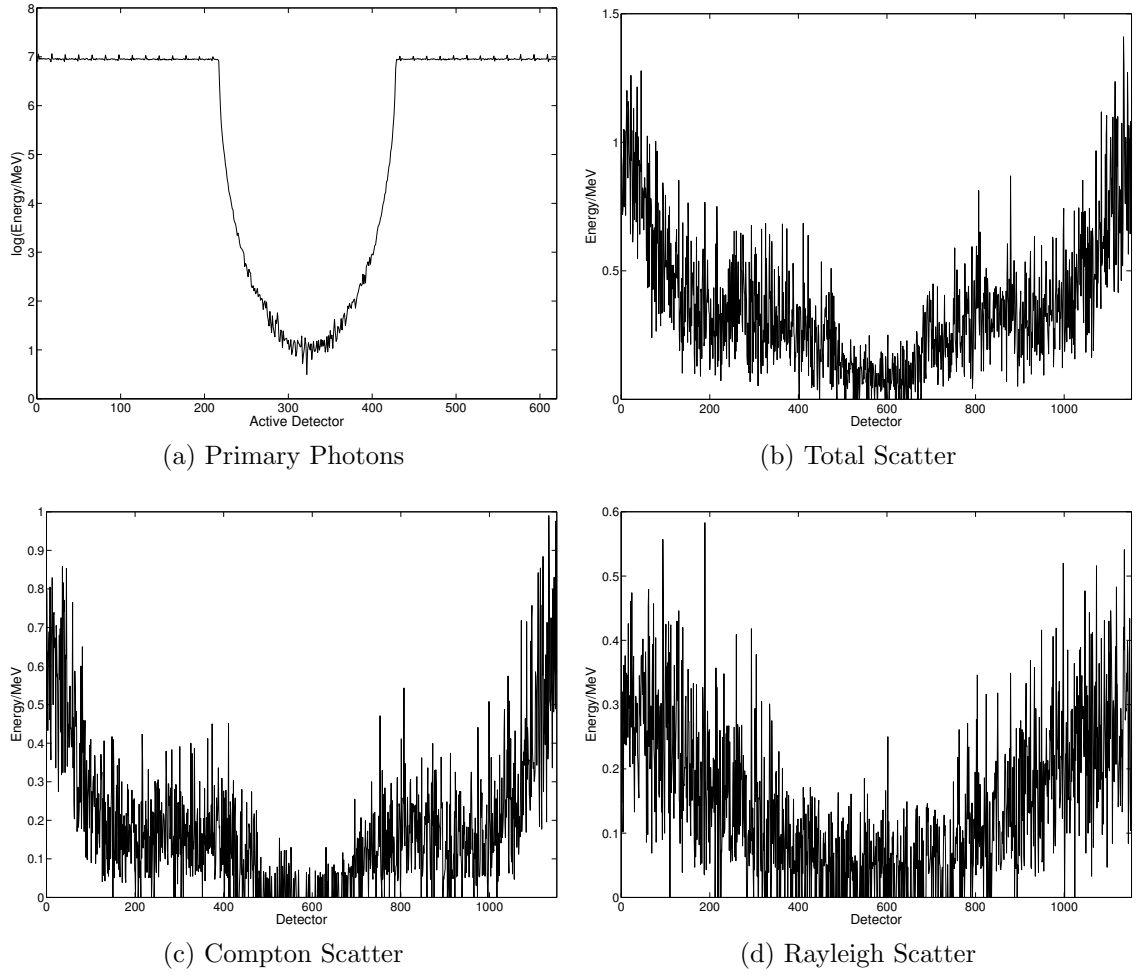 8
7
6
5
4
3
2
1
0
log(Energy/MeV)
0 100 200 300 400 500 600
Active Detector
(a) Primary Photons
1.5
1
0.5
0
Energy/MeV
0 200 400 600 800 1000
Detector
(b) Total Scatter
1
0.9
0.8
0.7
0.6
0.5
0.4
0.3
0.2
0.1
0
Energy/MeV
0 200 400 600 800 1000
Detector
(c) Compton Scatter
0.6
0.5
0.4
0.3
0.2
0.1
0
Energy/MeV
0 200 400 600 800 1000
Detector
(d) Rayleigh Scatter